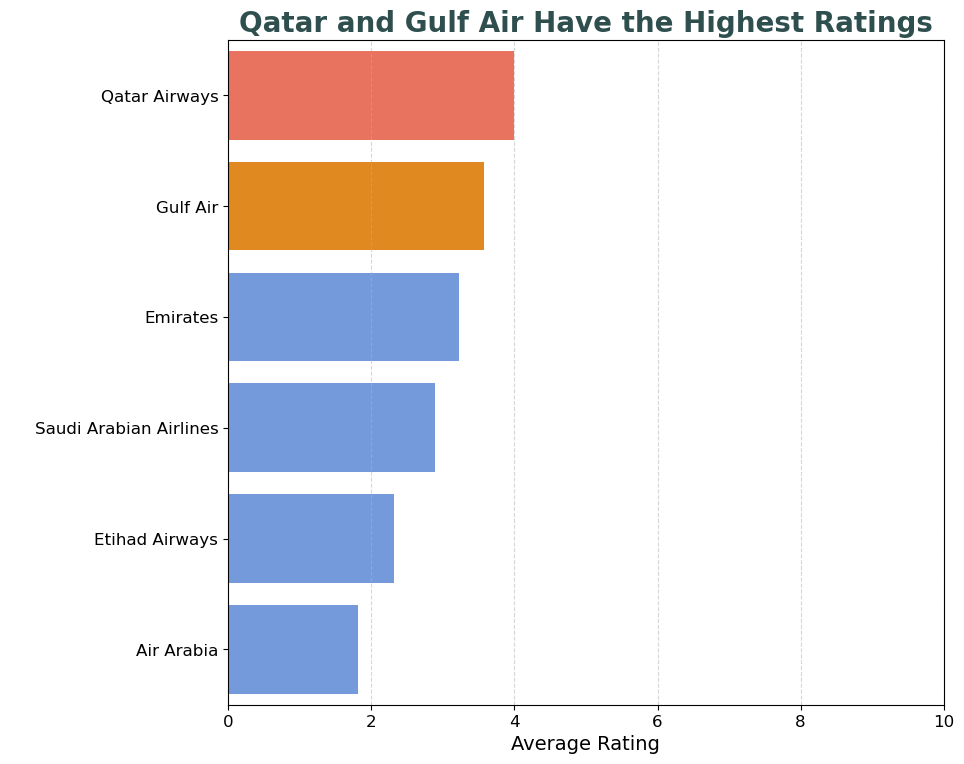 Qatar and Gulf Air Have the Highest Ratings
Qatar Airways
Gulf Air
Emirates
Saudi Arabian Airlines
Etihad Airways
Air Arabia
0 2 4 6 8 10
Average Rating